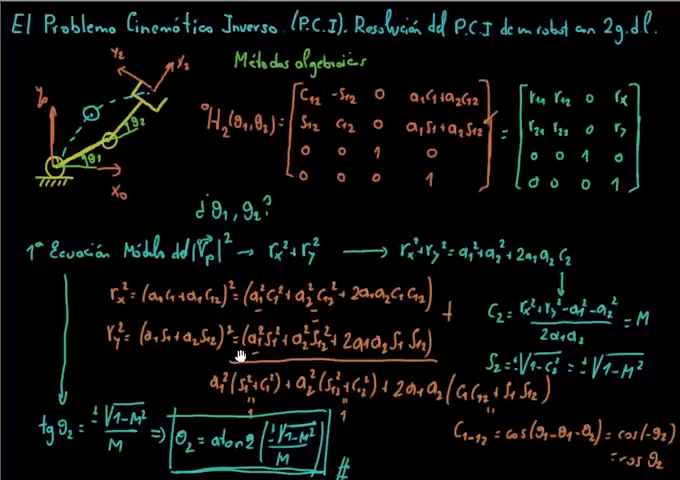 El Problema Cinemático Inverso. (P.C.I). Resolución del P.C.I de un robot con 2g.d.l.
Métodos algebraicos
y₀ y₂ x₂ θ₂ θ₁ x₀
⁰H₂(θ₁,θ₂) = [C₁₂ -S₁₂ 0 a₁C₁+a₂C₁₂] = [r₁₁ r₁₂ 0 rx]
[S₁₂ C₁₂ 0 a₁S₁+a₂S₁₂] [r₂₁ r₂₂ 0 ry]
[0 0 1 0] [0 0 1 0]
[0 0 0 1] [0 0 0 1]
¿θ₁,θ₂?
1ª Ecuación Módulo del |Vp|² → rx²+ry² → rx²+ry²=a₁²+a₂²+2a₁a₂C₂
rx² = (a₁C₁+a₂C₁₂)² = (a₁²C₁²+a₂²C₁₂²+2a₁a₂C₁C₁₂) +
ry² = (a₁S₁+a₂S₁₂)² = (a₁²S₁²+a₂²S₁₂²+2a₁a₂S₁S₁₂)
a₁²(S₁²+C₁²)+a₂²(S₁₂²+C₁₂²)+2a₁a₂(C₁C₁₂+S₁S₁₂)
" 1 " 1 "
C₂ = (rx²+ry²-a₁²-a₂²)/(2a₁a₂) = M
S₂=±√(1-C₂²) = ±√(1-M²)
C₁₋₁₂ = cos(θ₁-θ₁-θ₂) = cos(-θ₂)
= cos θ₂
tg θ₂ = ±√(1-M²)/M ⇒ θ₂ = atan2(±√(1-M²)/M) #